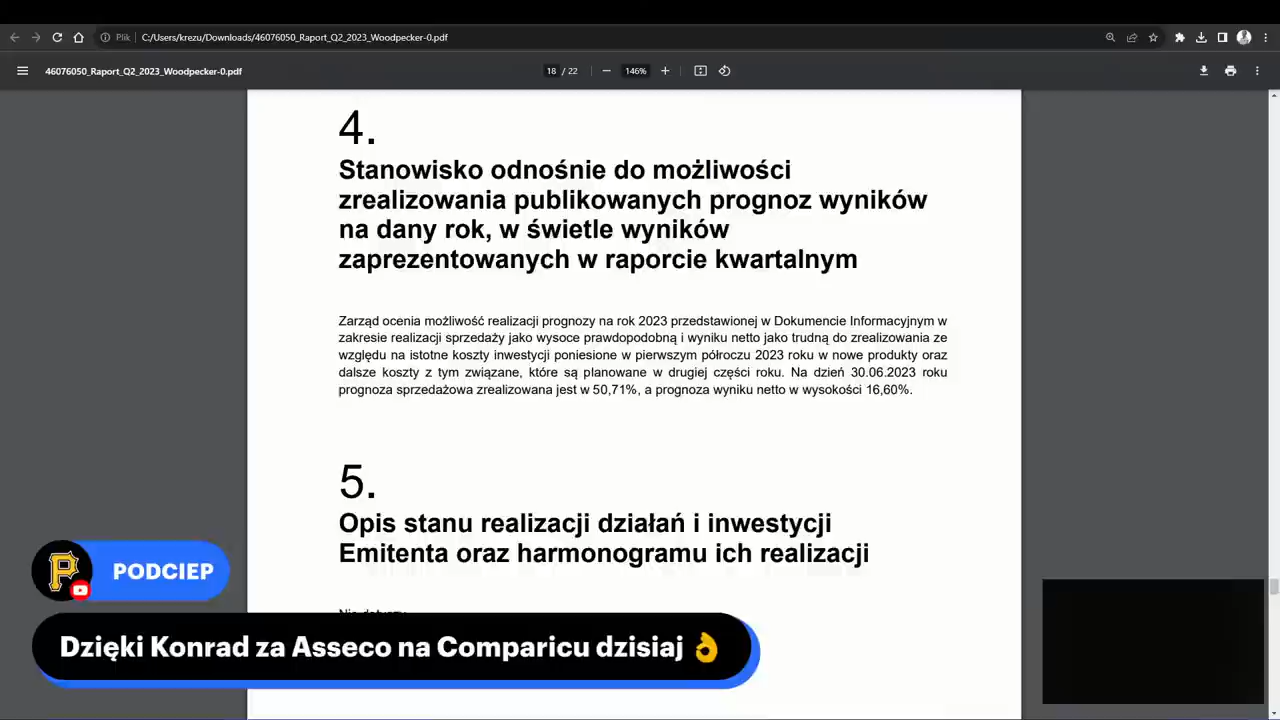 Plik
C:/Users/krezu/Downloads/46076050_Raport_Q2_2023_Woodpecker-0.pdf
46076050_Raport_Q2_2023_Woodpecker-0.pdf
18 / 22
146%
4.
Stanowisko odnośnie do możliwości
zrealizowania publikowanych prognoz wyników
na dany rok, w świetle wyników
zaprezentowanych w raporcie kwartalnym
Zarząd ocenia możliwość realizacji prognozy na rok 2023 przedstawionej w Dokumencie Informacyjnym w
zakresie realizacji sprzedaży jako wysoce prawdopodobną i wyniku netto jako trudną do zrealizowania ze
względu na istotne koszty inwestycji poniesione w pierwszym półroczu 2023 roku w nowe produkty oraz
dalsze koszty z tym związane, które są planowane w drugiej części roku. Na dzień 30.06.2023 roku
prognoza sprzedażowa zrealizowana jest w 50,71%, a prognoza wyniku netto w wysokości 16,60%.
5.
Opis stanu realizacji działań i inwestycji
Emitenta oraz harmonogramu ich realizacji
Nie dotyczy
P
PODCIEP
Dzięki Konrad za Asseco na Comparicu dzisiaj 👌